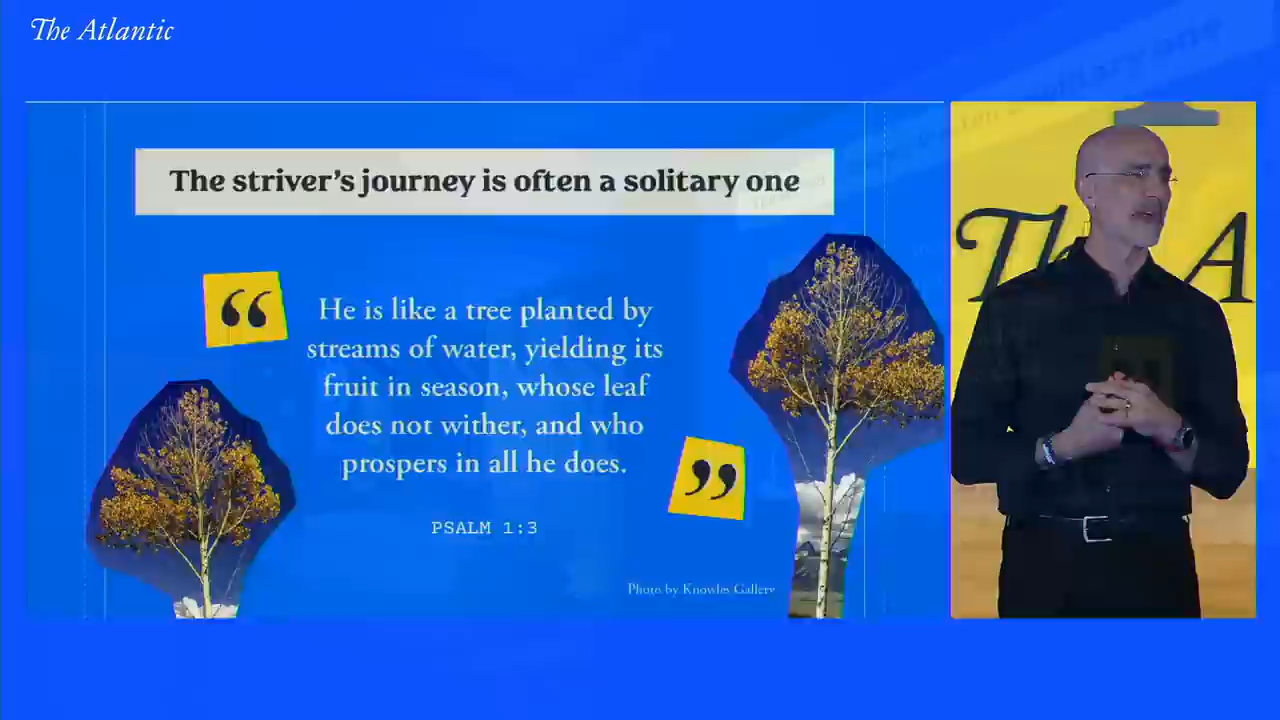 The Atlantic
The striver's journey is often a solitary one
“
He is like a tree planted by
streams of water, yielding its
fruit in season, whose leaf
does not wither, and who
prospers in all he does.
”
PSALM 1:3
Photo by Knowles Gallery
Th A